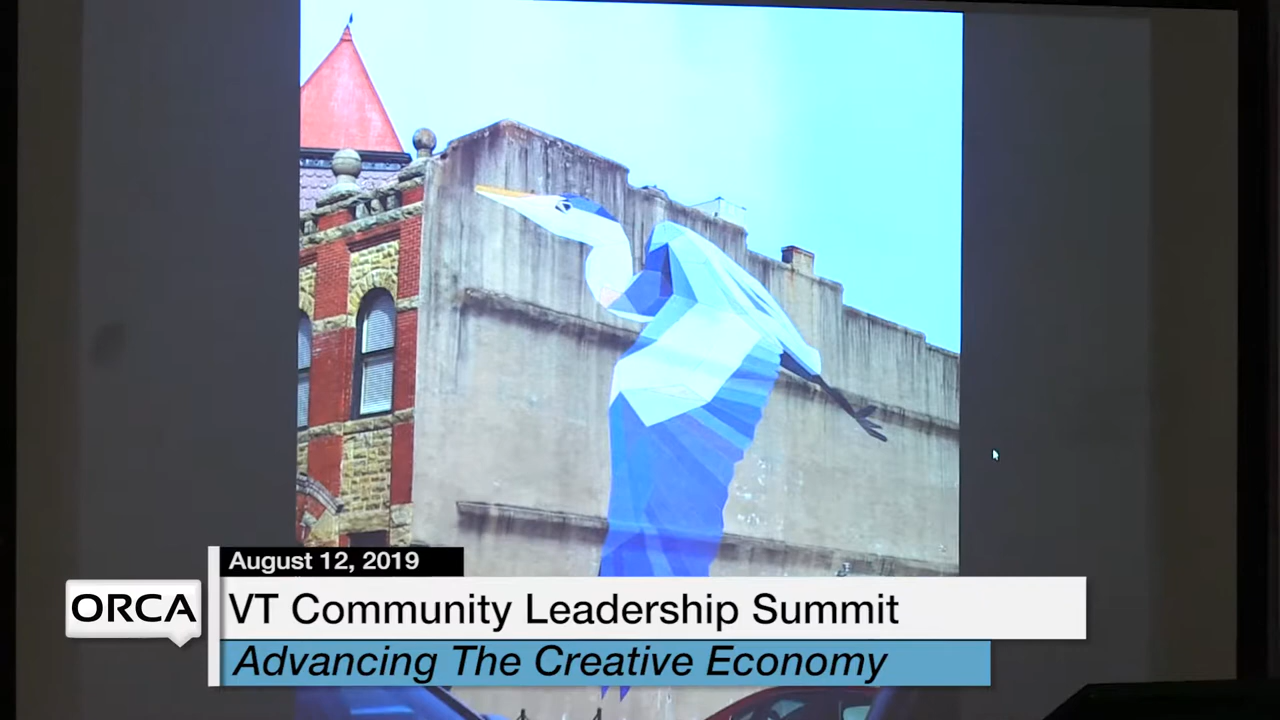 August 12, 2019
ORCA
VT Community Leadership Summit
Advancing The Creative Economy